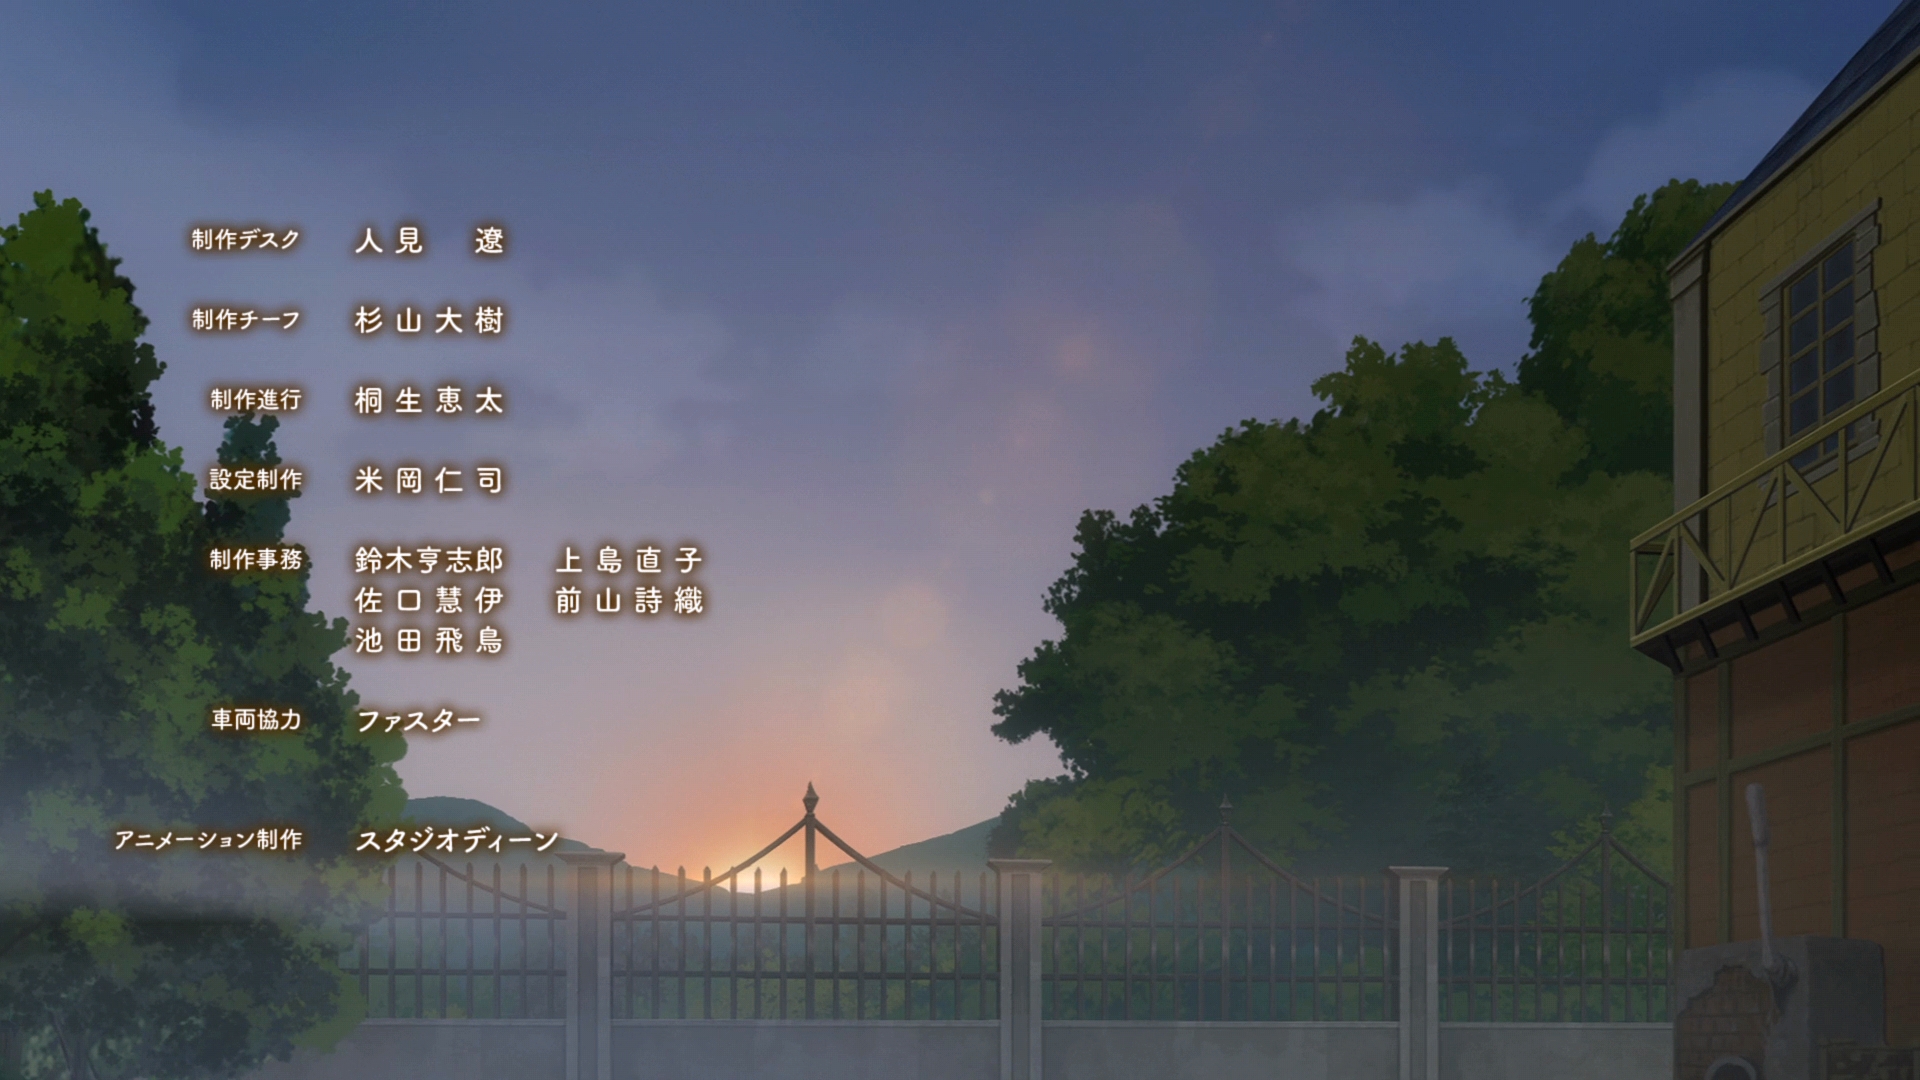 制作デスク 人見 遼
制作チーフ 杉山大樹
制作進行 桐生恵太
設定制作 米岡仁司
制作事務 鈴木亨志郎 上島直子
佐口慧伊 前山詩織
池田飛鳥
車両協力 ファスター
アニメーション制作 スタジオディーン